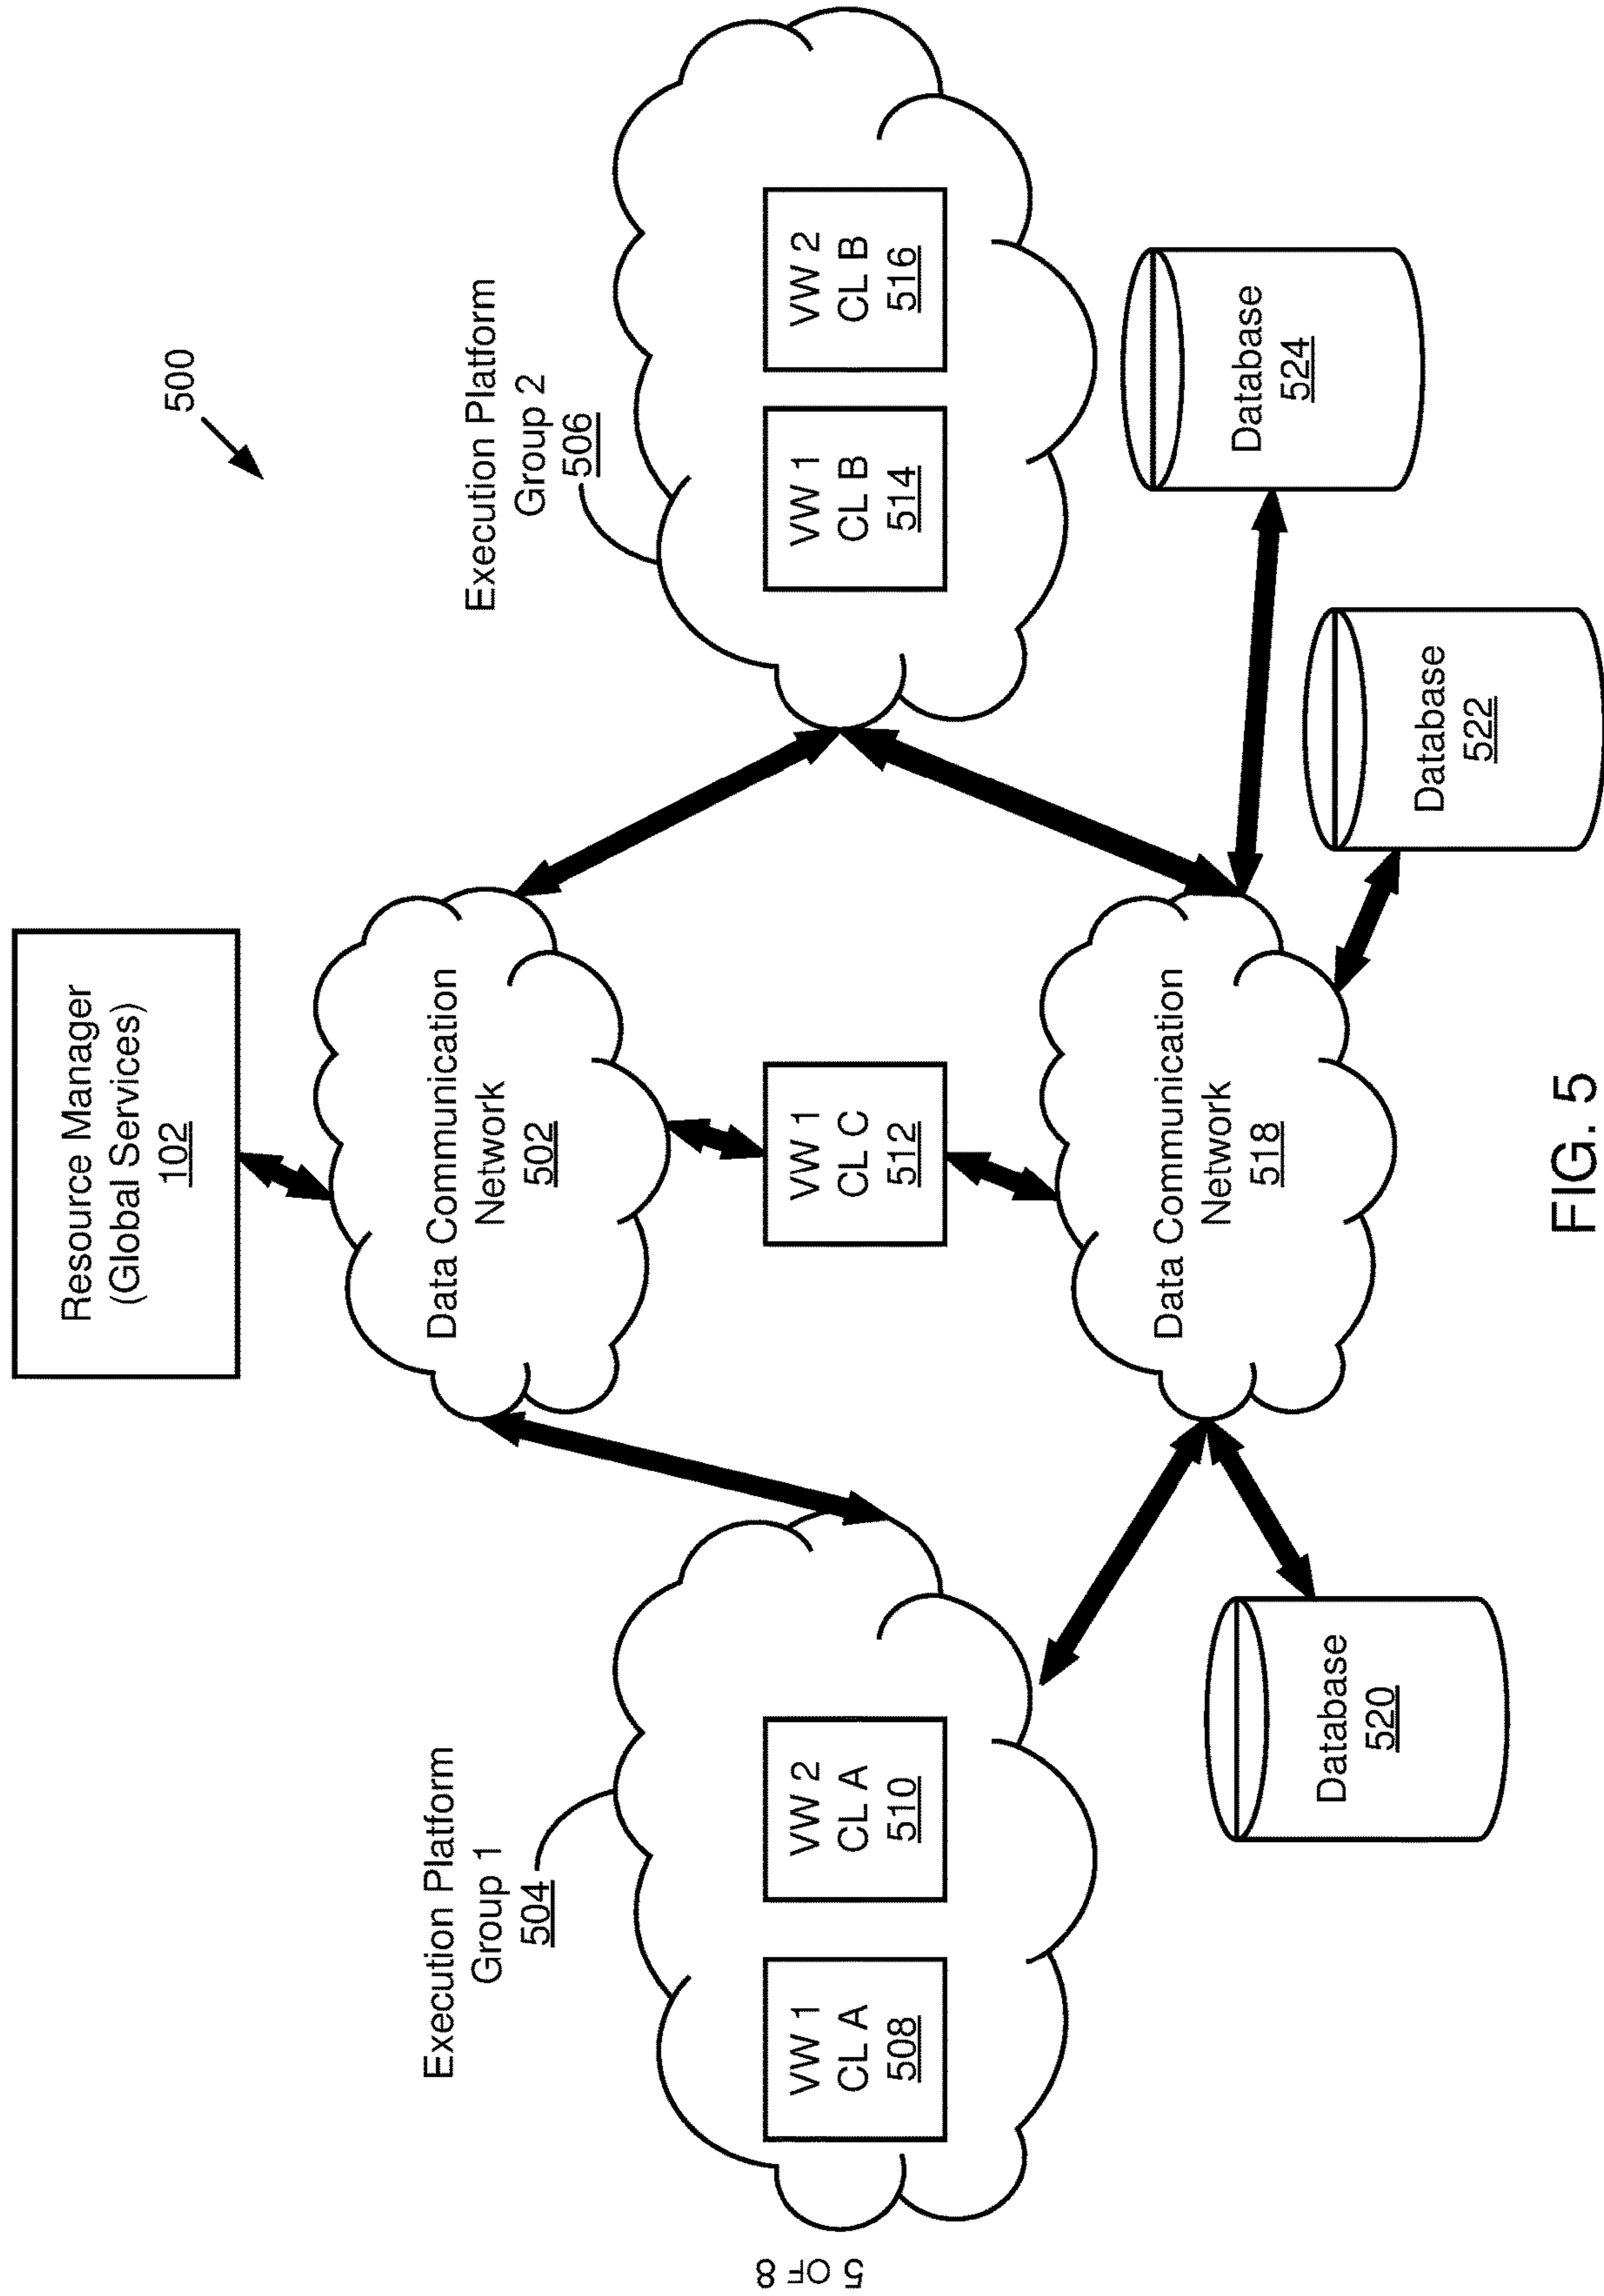 500
Resource Manager
(Global Services)
102
Data Communication
Network
502
Execution Platform
Group 1
504
VW 1
CL A
508
VW 2
CL A
510
VW 1
CL C
512
Execution Platform
Group 2
506
VW 1
CL B
514
VW 2
CL B
516
Data Communication
Network
518
Database
520
Database
522
Database
524
FIG. 5
5 OF 8